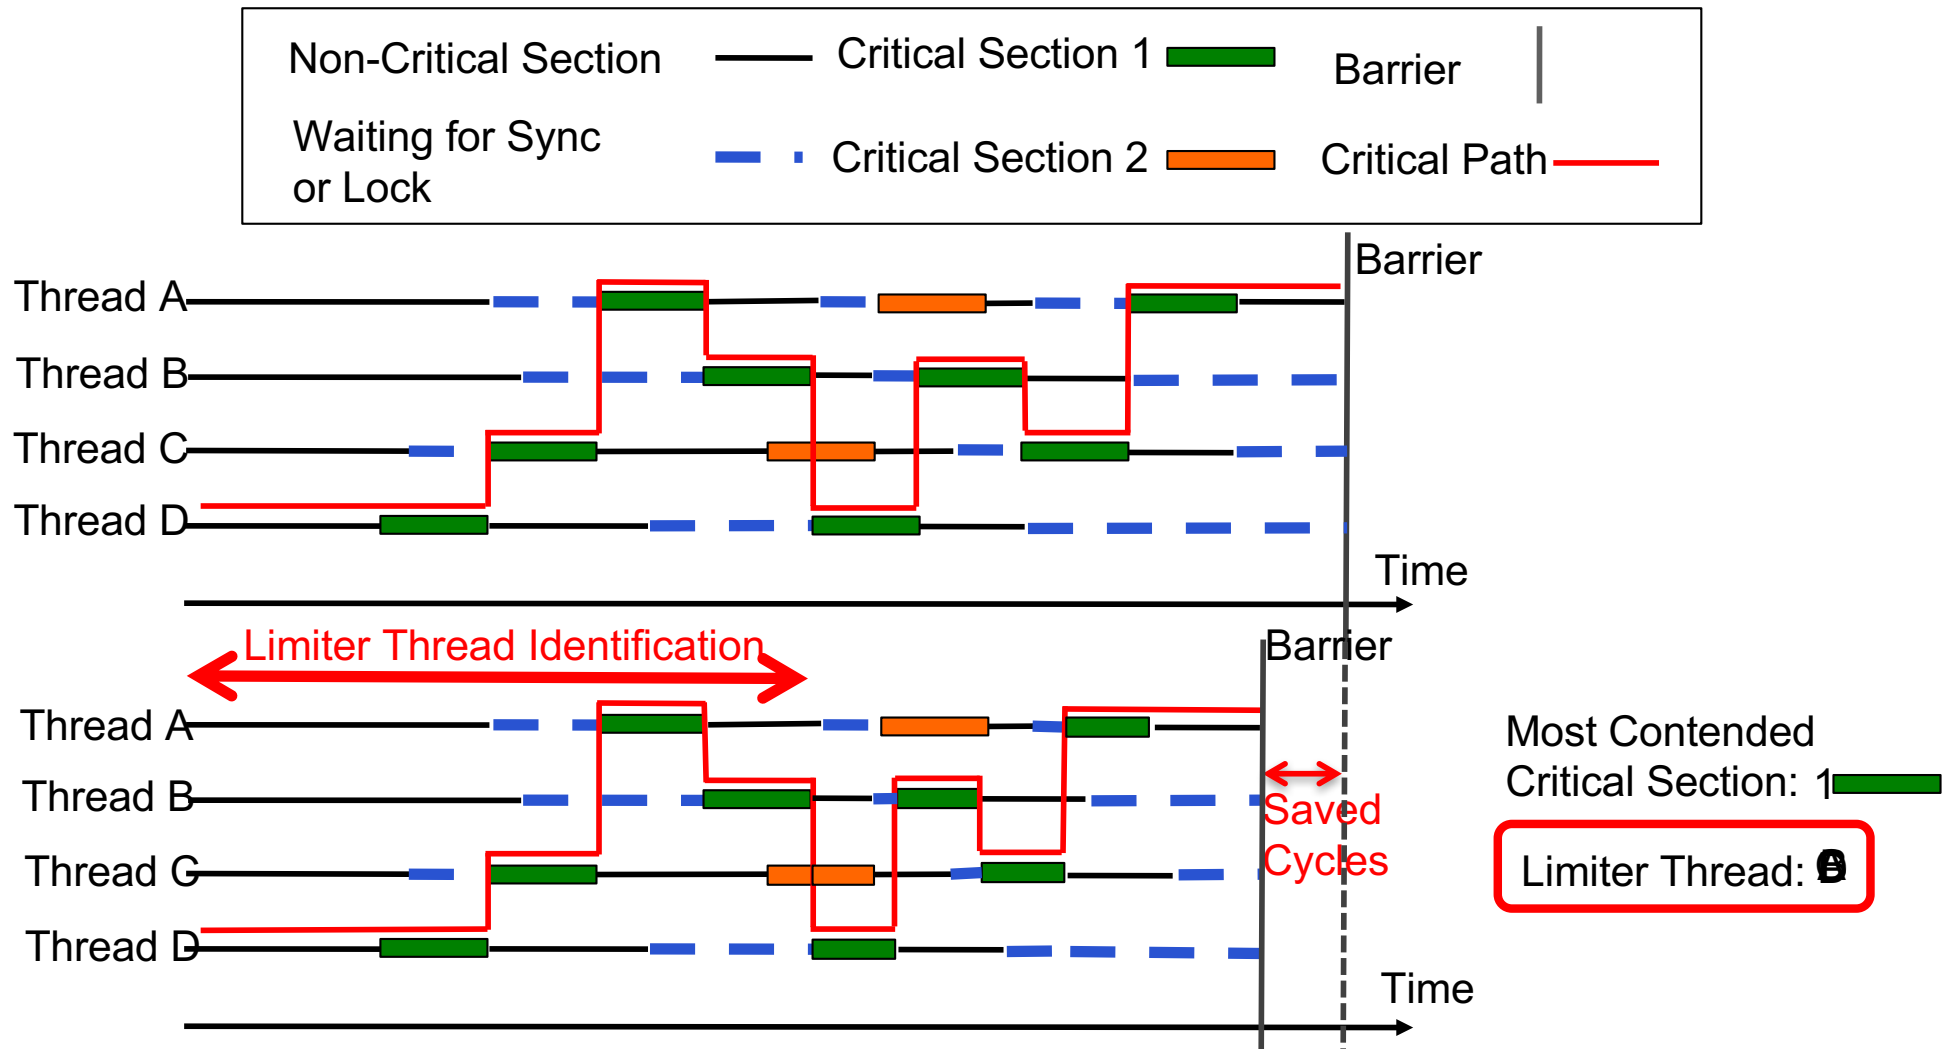 Non-Critical Section
Critical Section 1
Barrier
Waiting for Sync
or Lock
Critical Section 2
Critical Path
Barrier
Thread A
Thread B
Thread C
Thread D
Time
Limiter Thread Identification
Barrier
Thread A
Thread B
Thread C
Thread D
Saved
Cycles
Time
Most Contended
Critical Section: 1
Limiter Thread: